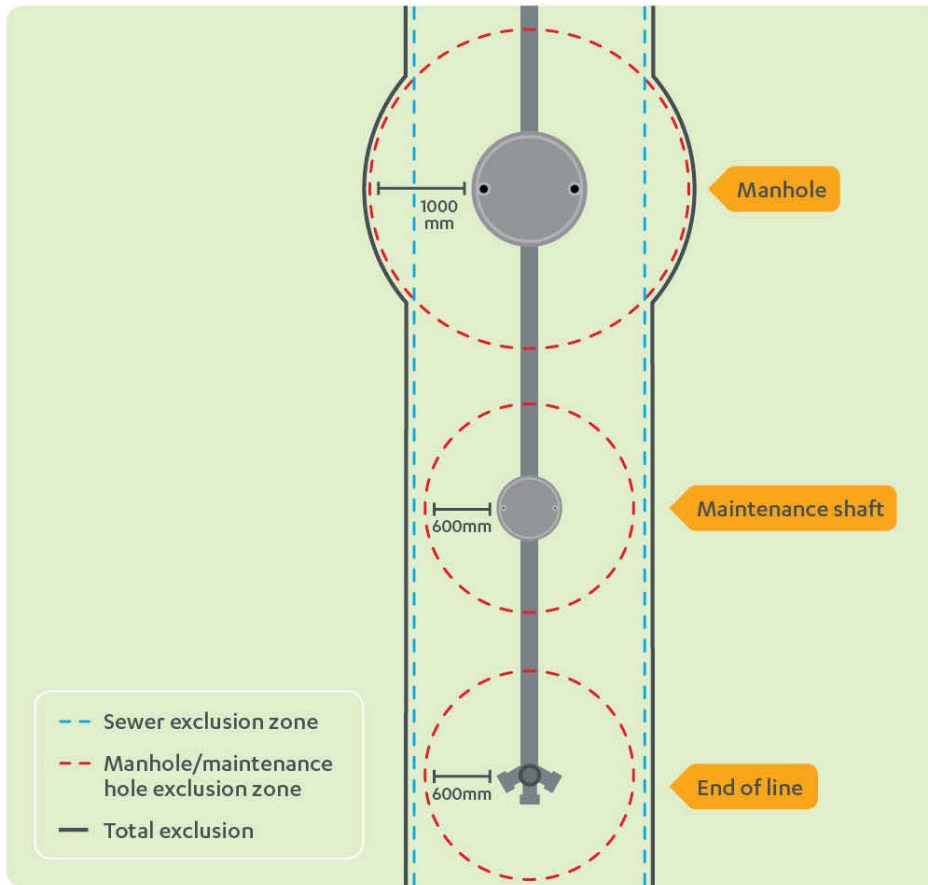 1000
mm
Manhole
600mm
Maintenance shaft
600mm
End of line
Sewer exclusion zone
Manhole/maintenance
hole exclusion zone
Total exclusion